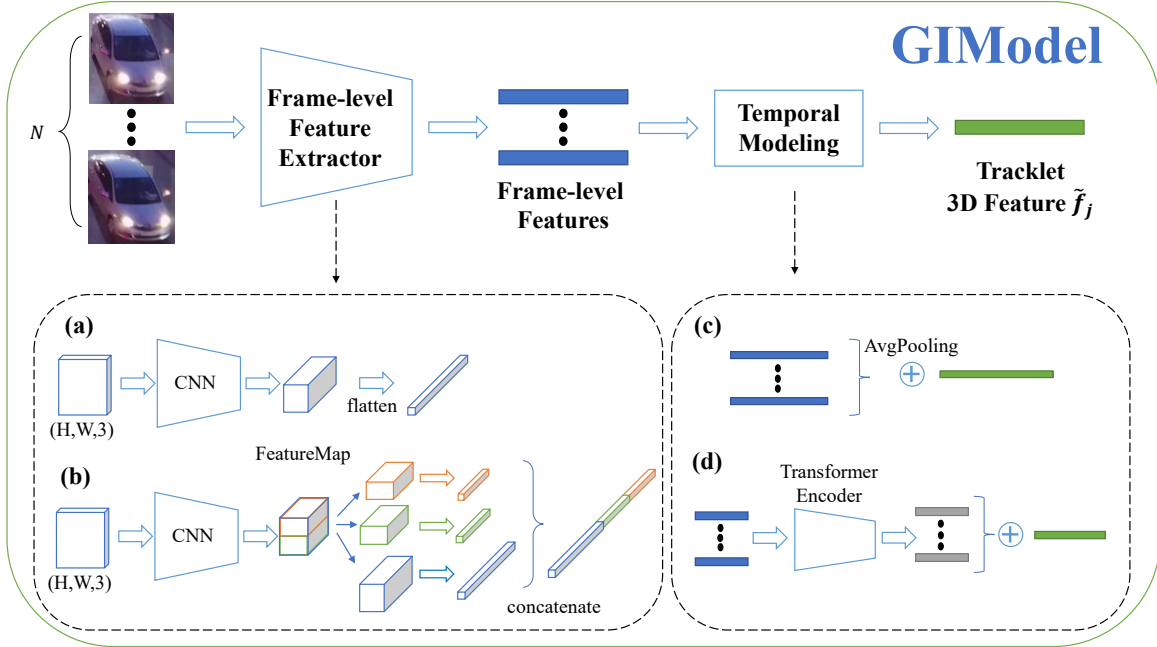 GIModel
N
Frame-level
Feature
Extractor
Frame-level
Features
Temporal
Modeling
Tracklet
3D Feature f̃_j
(a)
CNN
flatten
(H,W,3)
(b)
FeatureMap
CNN
(H,W,3)
concatenate
(c)
AvgPooling
(d)
Transformer
Encoder